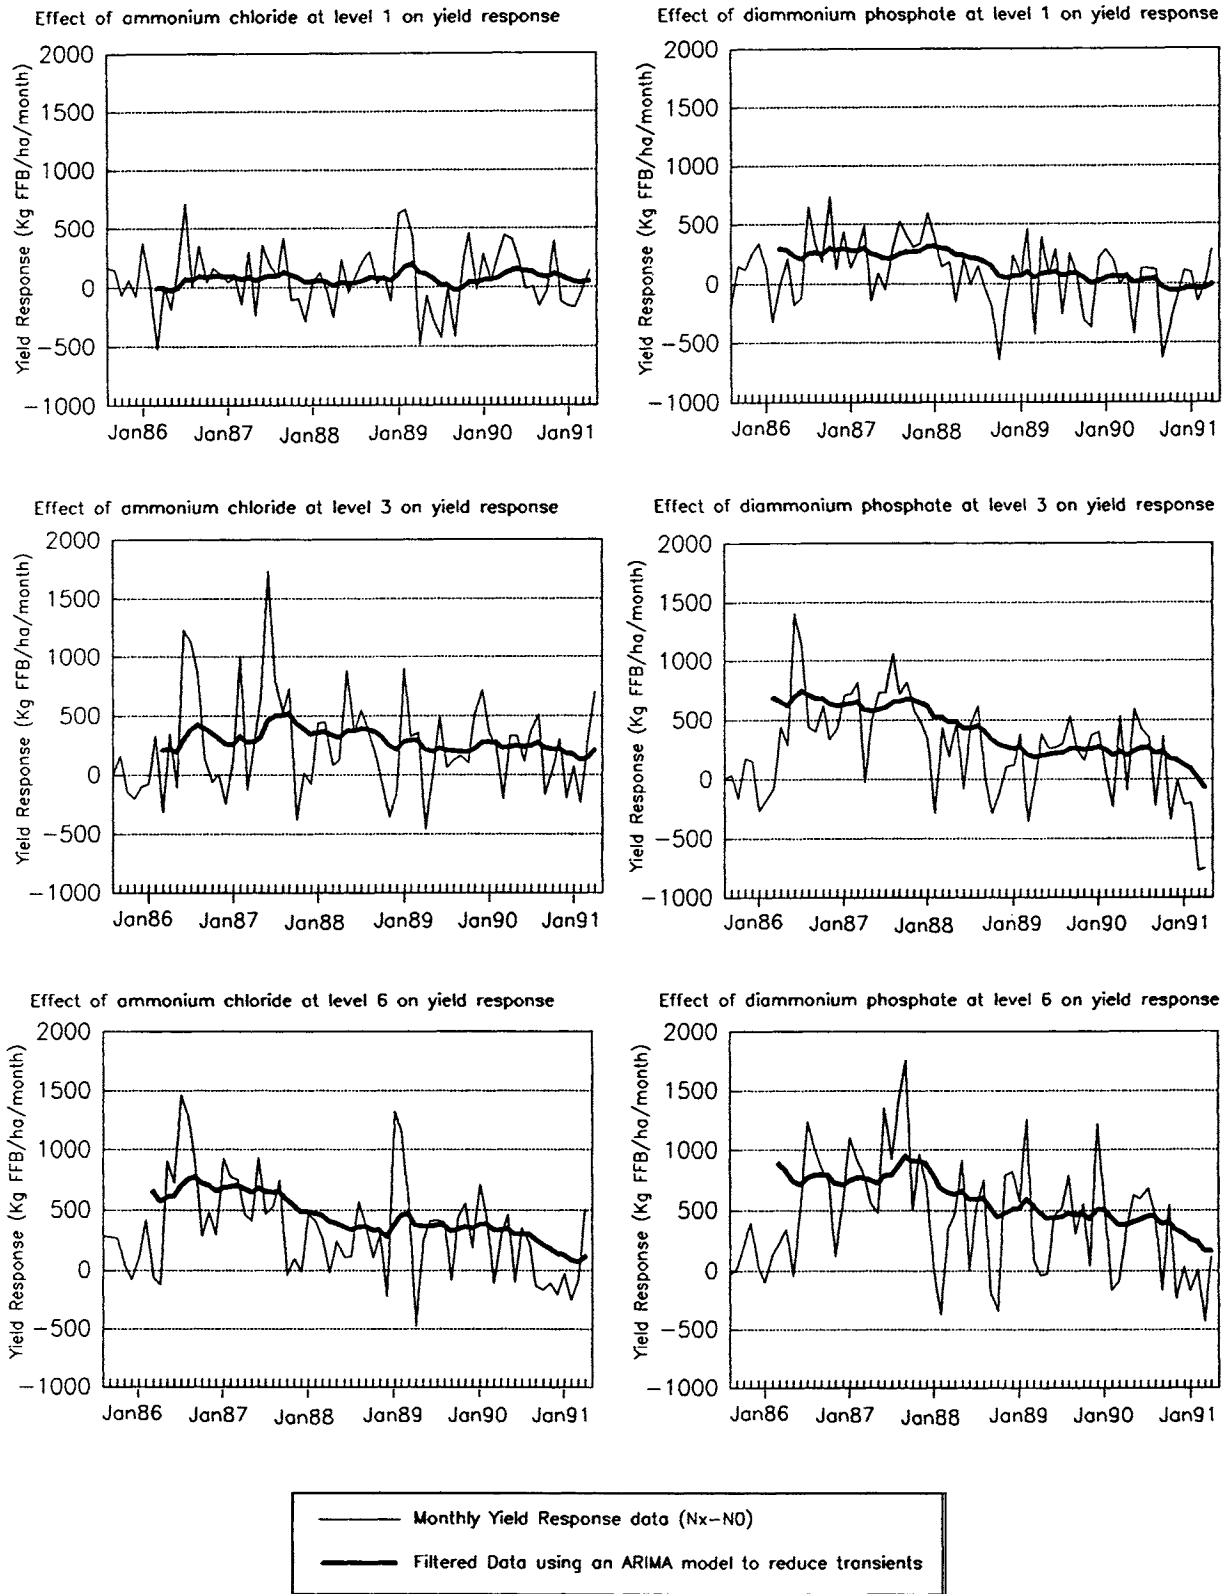 Effect of ammonium chloride at level 1 on yield response
Yield Response (Kg FFB/ha/month)
2000
1500
1000
500
0
−500
−1000
Jan86 Jan87 Jan88 Jan89 Jan90 Jan91
Effect of diammonium phosphate at level 1 on yield response
Yield Response (Kg FFB/ha/month)
2000
1500
1000
500
0
−500
−1000
Jan86 Jan87 Jan88 Jan89 Jan90 Jan91
Effect of ammonium chloride at level 3 on yield response
Yield Response (Kg FFB/ha/month)
2000
1500
1000
500
0
−500
−1000
Jan86 Jan87 Jan88 Jan89 Jan90 Jan91
Effect of diammonium phosphate at level 3 on yield response
Yield Response (Kg FFB/ha/month)
2000
1500
1000
500
0
−500
−1000
Jan86 Jan87 Jan88 Jan89 Jan90 Jan91
Effect of ammonium chloride at level 6 on yield response
Yield Response (Kg FFB/ha/month)
2000
1500
1000
500
0
−500
−1000
Jan86 Jan87 Jan88 Jan89 Jan90 Jan91
Effect of diammonium phosphate at level 6 on yield response
Yield Response (Kg FFB/ha/month)
2000
1500
1000
500
0
−500
−1000
Jan86 Jan87 Jan88 Jan89 Jan90 Jan91
Monthly Yield Response data (Nx−N0)
Filtered Data using an ARIMA model to reduce transients